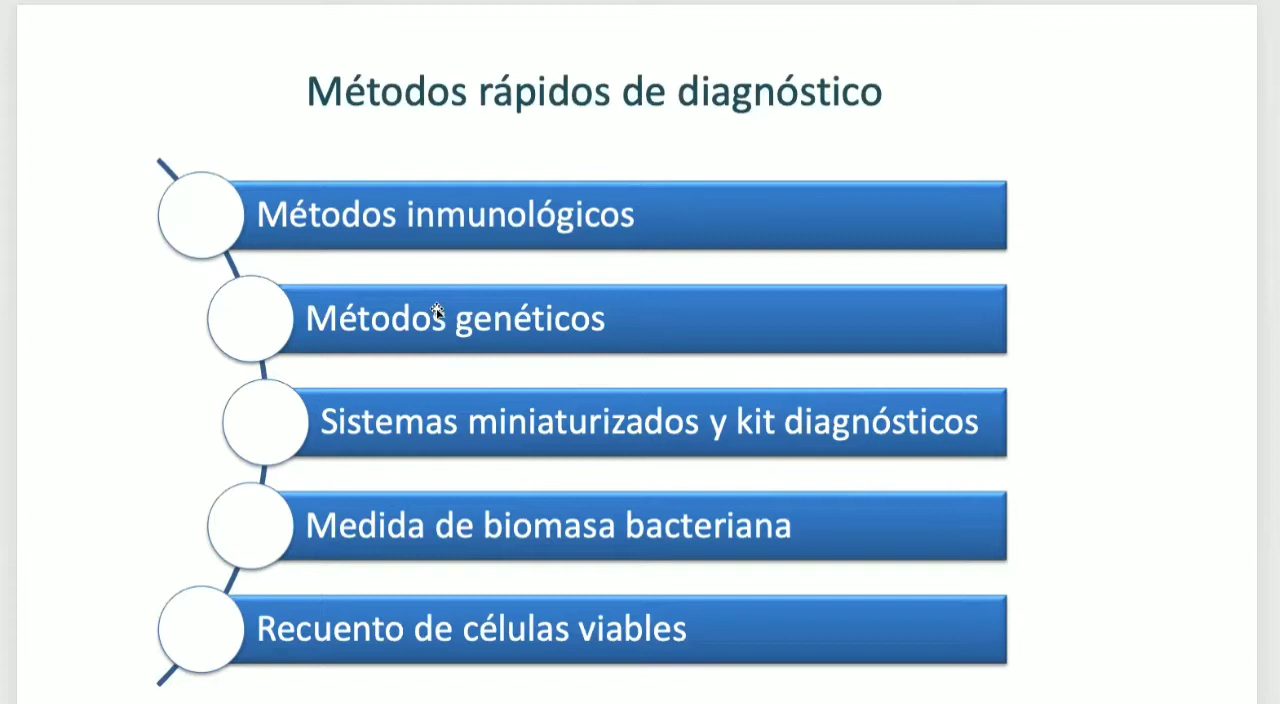 Métodos rápidos de diagnóstico
Métodos inmunológicos
Métodos genéticos
Sistemas miniaturizados y kit diagnósticos
Medida de biomasa bacteriana
Recuento de células viables